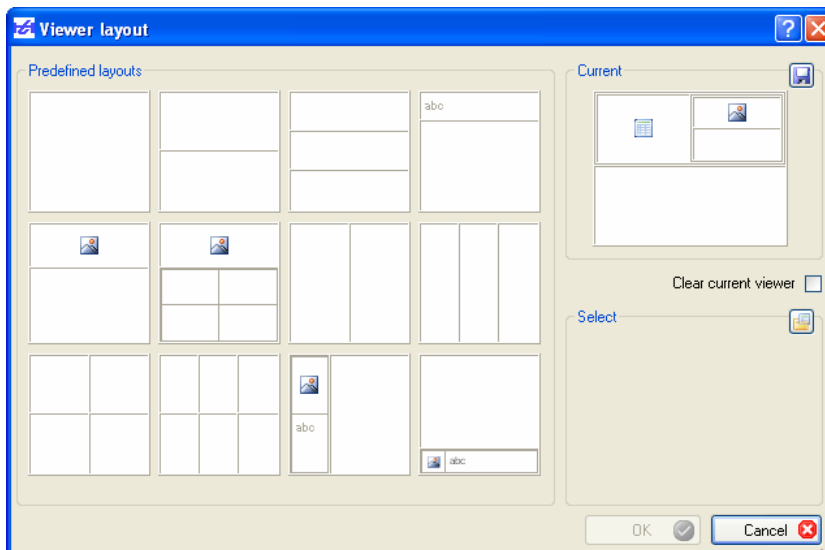 Viewer layout
Predefined layouts
abc
abc
abc
Current
Clear current viewer
Select
OK
Cancel